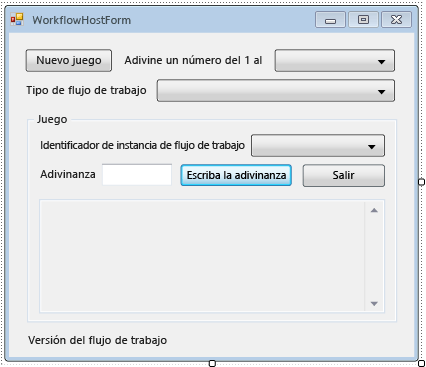 WorkflowHostForm
Nuevo juego Adivine un número del 1 al
Tipo de flujo de trabajo
Juego
Identificador de instancia de flujo de trabajo
Adivinanza Escriba la adivinanza Salir
Versión del flujo de trabajo